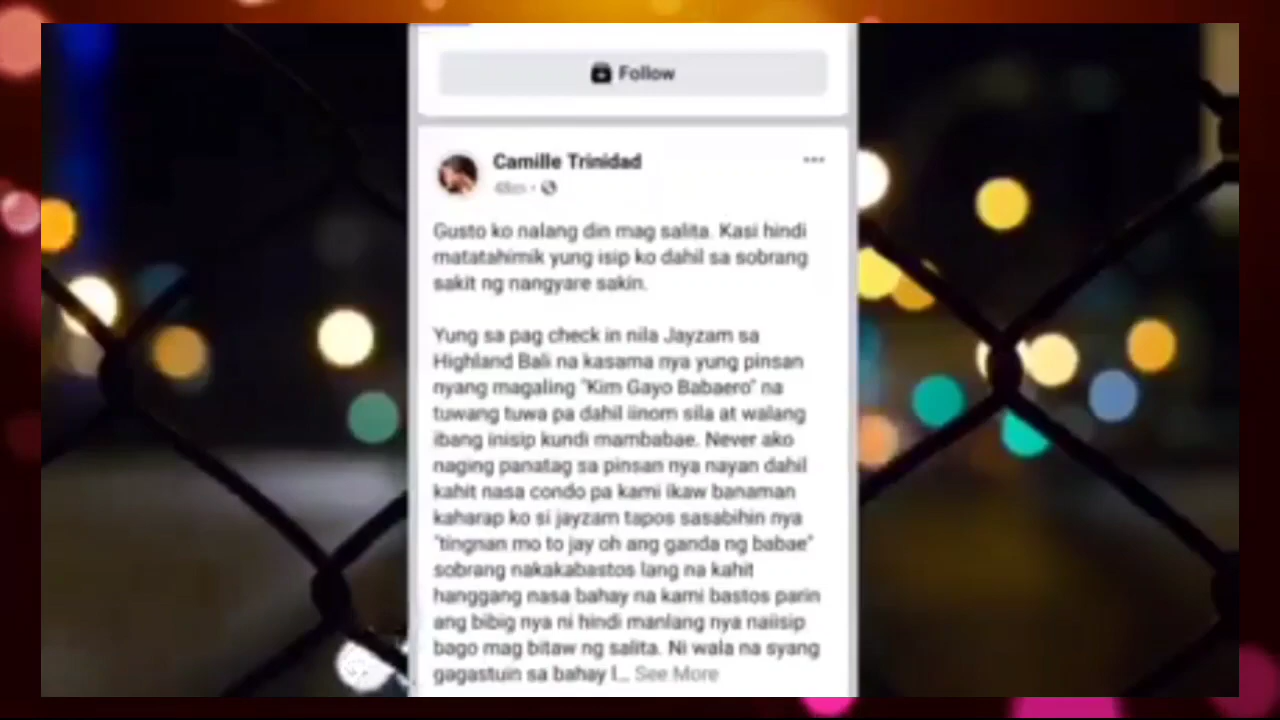 Follow
Camille Trinidad
48m
Gusto ko nalang din mag salita. Kasi hindi
matatahimik yung isip ko dahil sa sobrang
sakit ng nangyare sakin.
Yung sa pag check in nila Jayzam sa
Highland Bali na kasama nya yung pinsan
nyang magaling "Kim Gayo Babaero" na
tuwang tuwa pa dahil iinom sila at walang
ibang inisip kundi mambabae. Never ako
naging panatag sa pinsan nya nayan dahil
kahit nasa condo pa kami ikaw banaman
kaharap ko si jayzam tapos sasabihin nya
"tingnan mo to jay oh ang ganda ng babae"
sobrang nakakabastos lang na kahit
hanggang nasa bahay na kami bastos parin
ang bibig nya ni hindi manlang nya naiisip
bago mag bitaw ng salita. Ni wala na syang
gagastuin sa bahay l... See More